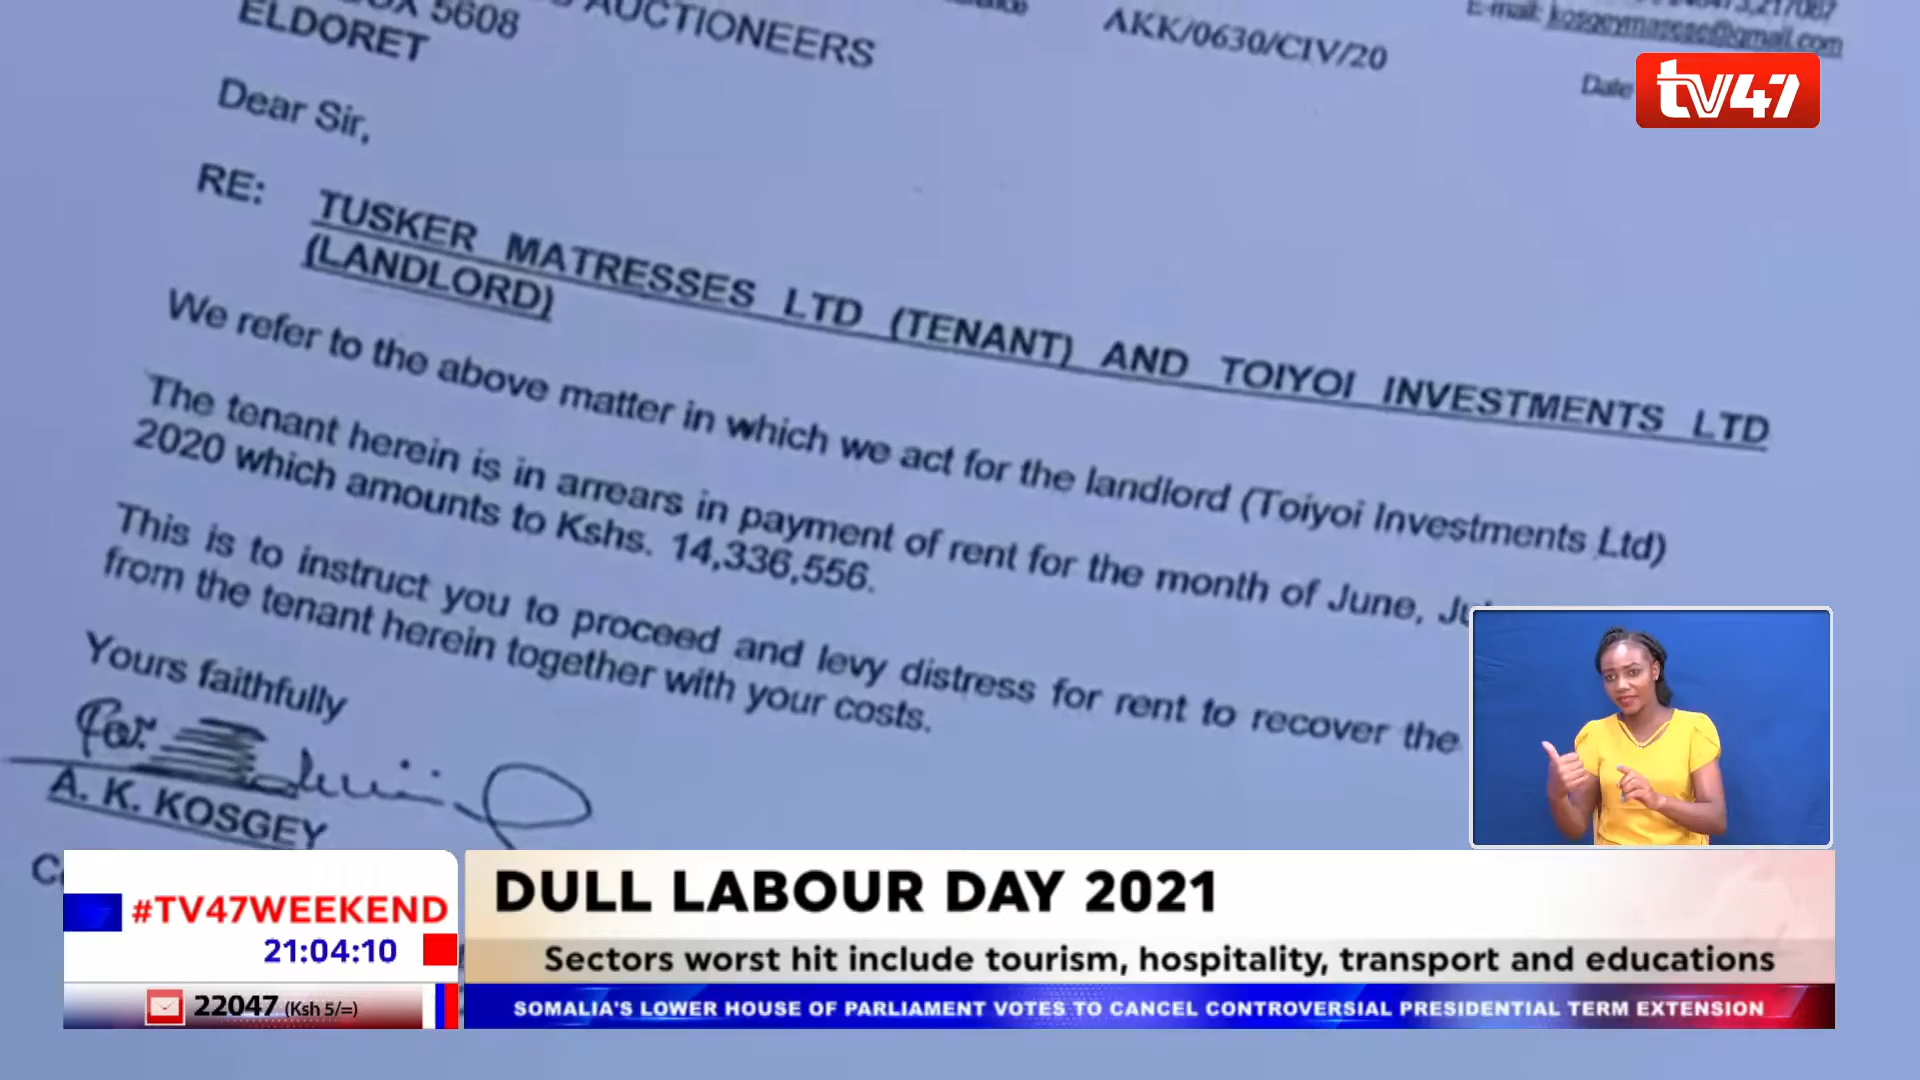 AUCTIONEERS
BOX 5608
ELDORET
AKK/0630/CIV/20
E-mail: kosgeymasese@gmail.com
Date
tv47
Dear Sir,
RE: TUSKER MATRESSES LTD (TENANT) AND TOIYOI INVESTMENTS LTD
(LANDLORD)
We refer to the above matter in which we act for the landlord (Toiyoi Investments Ltd)
The tenant herein is in arrears in payment of rent for the month of June,
2020 which amounts to Kshs. 14,336,556.
This is to instruct you to proceed and levy distress for rent to recover the
from the tenant herein together with your costs.
Yours faithfully
For:
A. K. KOSGEY
#TV47WEEKEND
21:04:10
22047 (Ksh 5/=)
DULL LABOUR DAY 2021
Sectors worst hit include tourism, hospitality, transport and educations
SOMALIA'S LOWER HOUSE OF PARLIAMENT VOTES TO CANCEL CONTROVERSIAL PRESIDENTIAL TERM EXTENSION